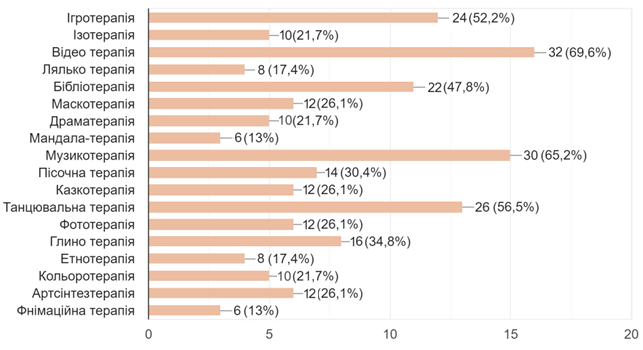 Ігротерапія 24 (52,2%)
Ізотерапія 10 (21,7%)
Відео терапія 32 (69,6%)
Лялько терапія 8 (17,4%)
Бібліотерапія 22 (47,8%)
Маскотерапія 12 (26,1%)
Драматерапія 10 (21,7%)
Мандала-терапія 6 (13%)
Музикотерапія 30 (65,2%)
Пісочна терапія 14 (30,4%)
Казкотерапія 12 (26,1%)
Танцювальна терапія 26 (56,5%)
Фототерапія 12 (26,1%)
Глино терапія 16 (34,8%)
Етнотерапія 8 (17,4%)
Кольоротерапія 10 (21,7%)
Артсінтезтерапія 12 (26,1%)
Фнімаційна терапія 6 (13%)
0 5 10 15 20